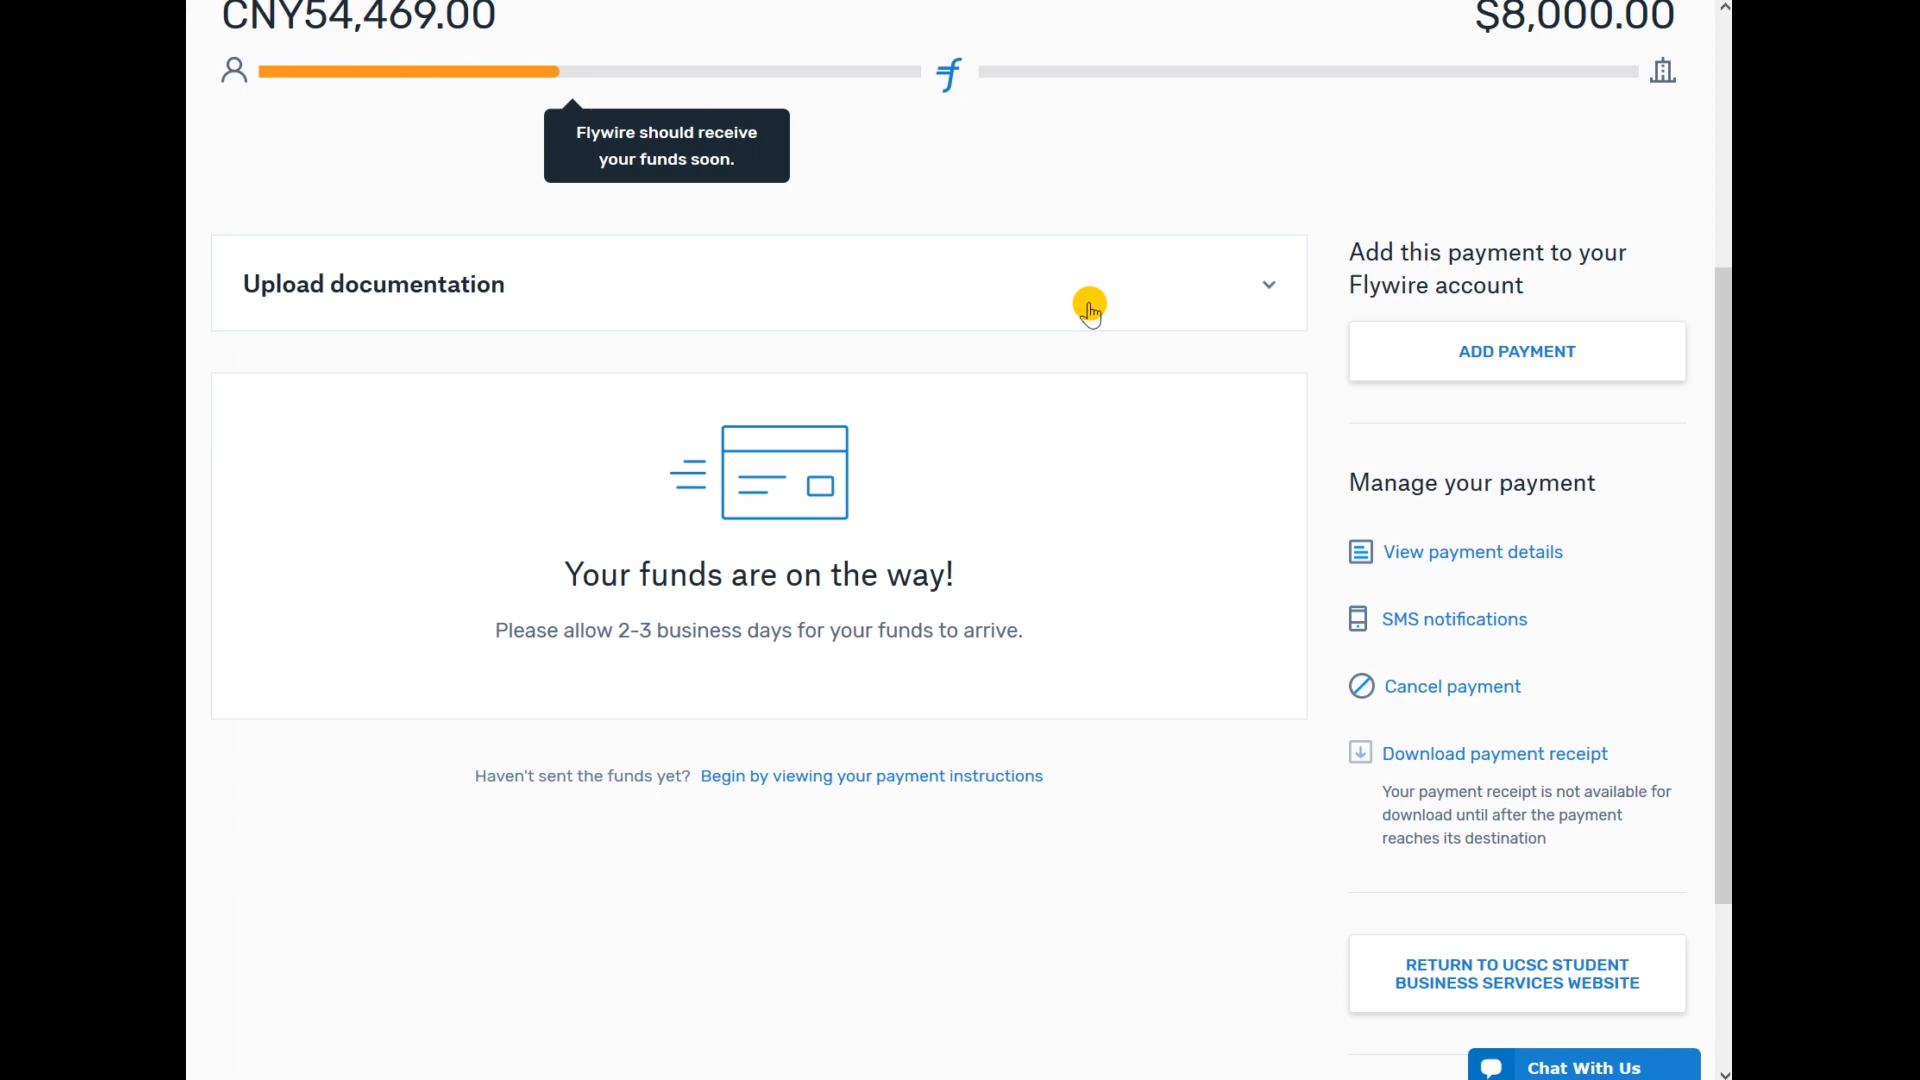 CNY54,469.00
$8,000.00
Flywire should receive
your funds soon.
Upload documentation
Your funds are on the way!
Please allow 2-3 business days for your funds to arrive.
Haven't sent the funds yet? Begin by viewing your payment instructions
Add this payment to your
Flywire account
ADD PAYMENT
Manage your payment
View payment details
SMS notifications
Cancel payment
Download payment receipt
Your payment receipt is not available for
download until after the payment
reaches its destination
RETURN TO UCSC STUDENT
BUSINESS SERVICES WEBSITE
Chat With Us